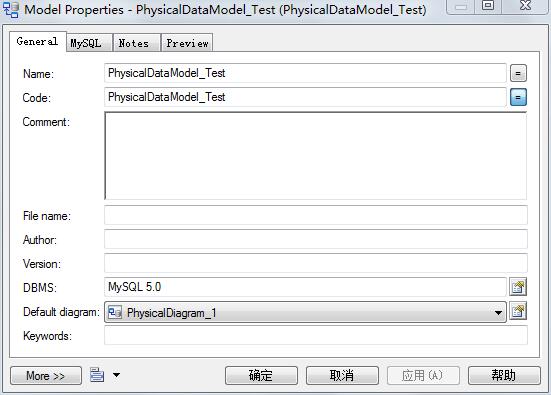 Model Properties - PhysicalDataModel_Test (PhysicalDataModel_Test)
General MySQL Notes Preview
Name: PhysicalDataModel_Test =
Code: PhysicalDataModel_Test =
Comment:
File name:
Author:
Version:
DBMS: MySQL 5.0
Default diagram: PhysicalDiagram_1
Keywords:
More >> 确定 取消 应用(A) 帮助